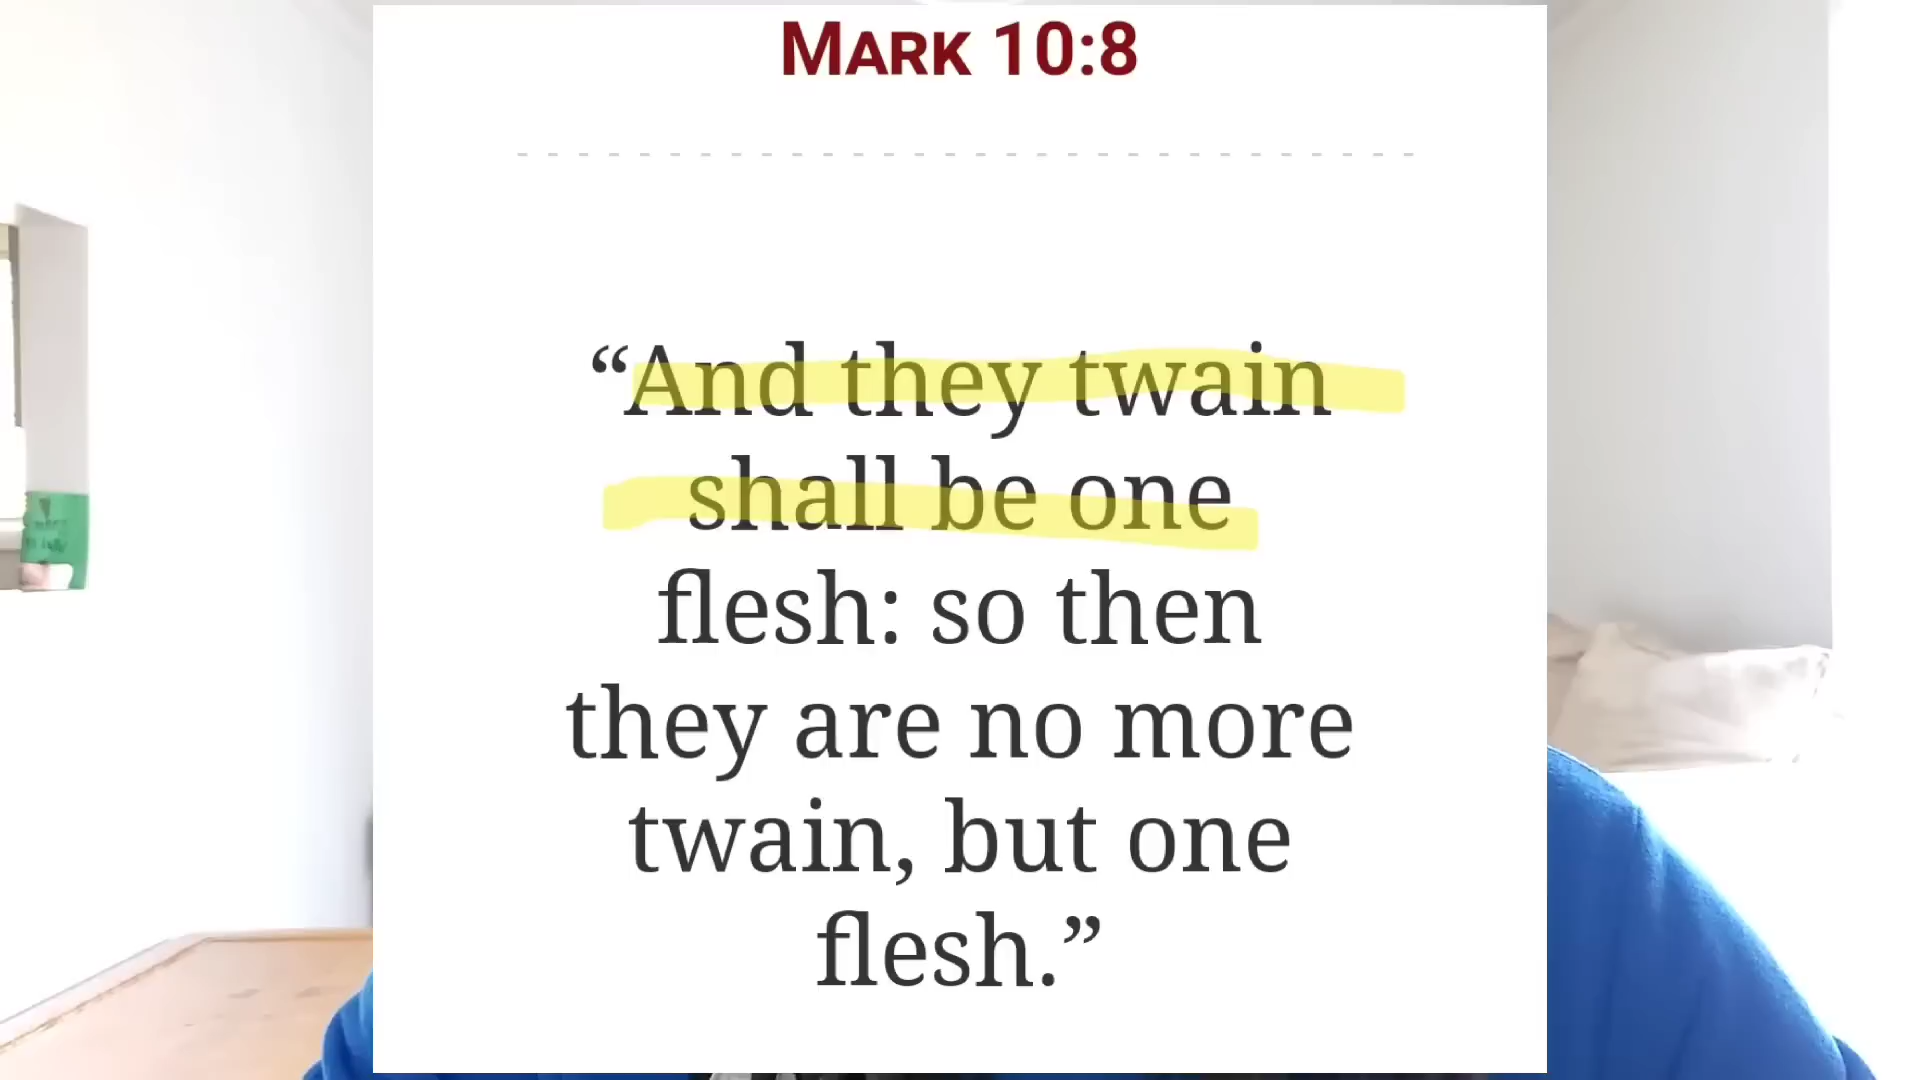 MARK 10:8
“And they twain
shall be one
flesh: so then
they are no more
twain, but one
flesh.”